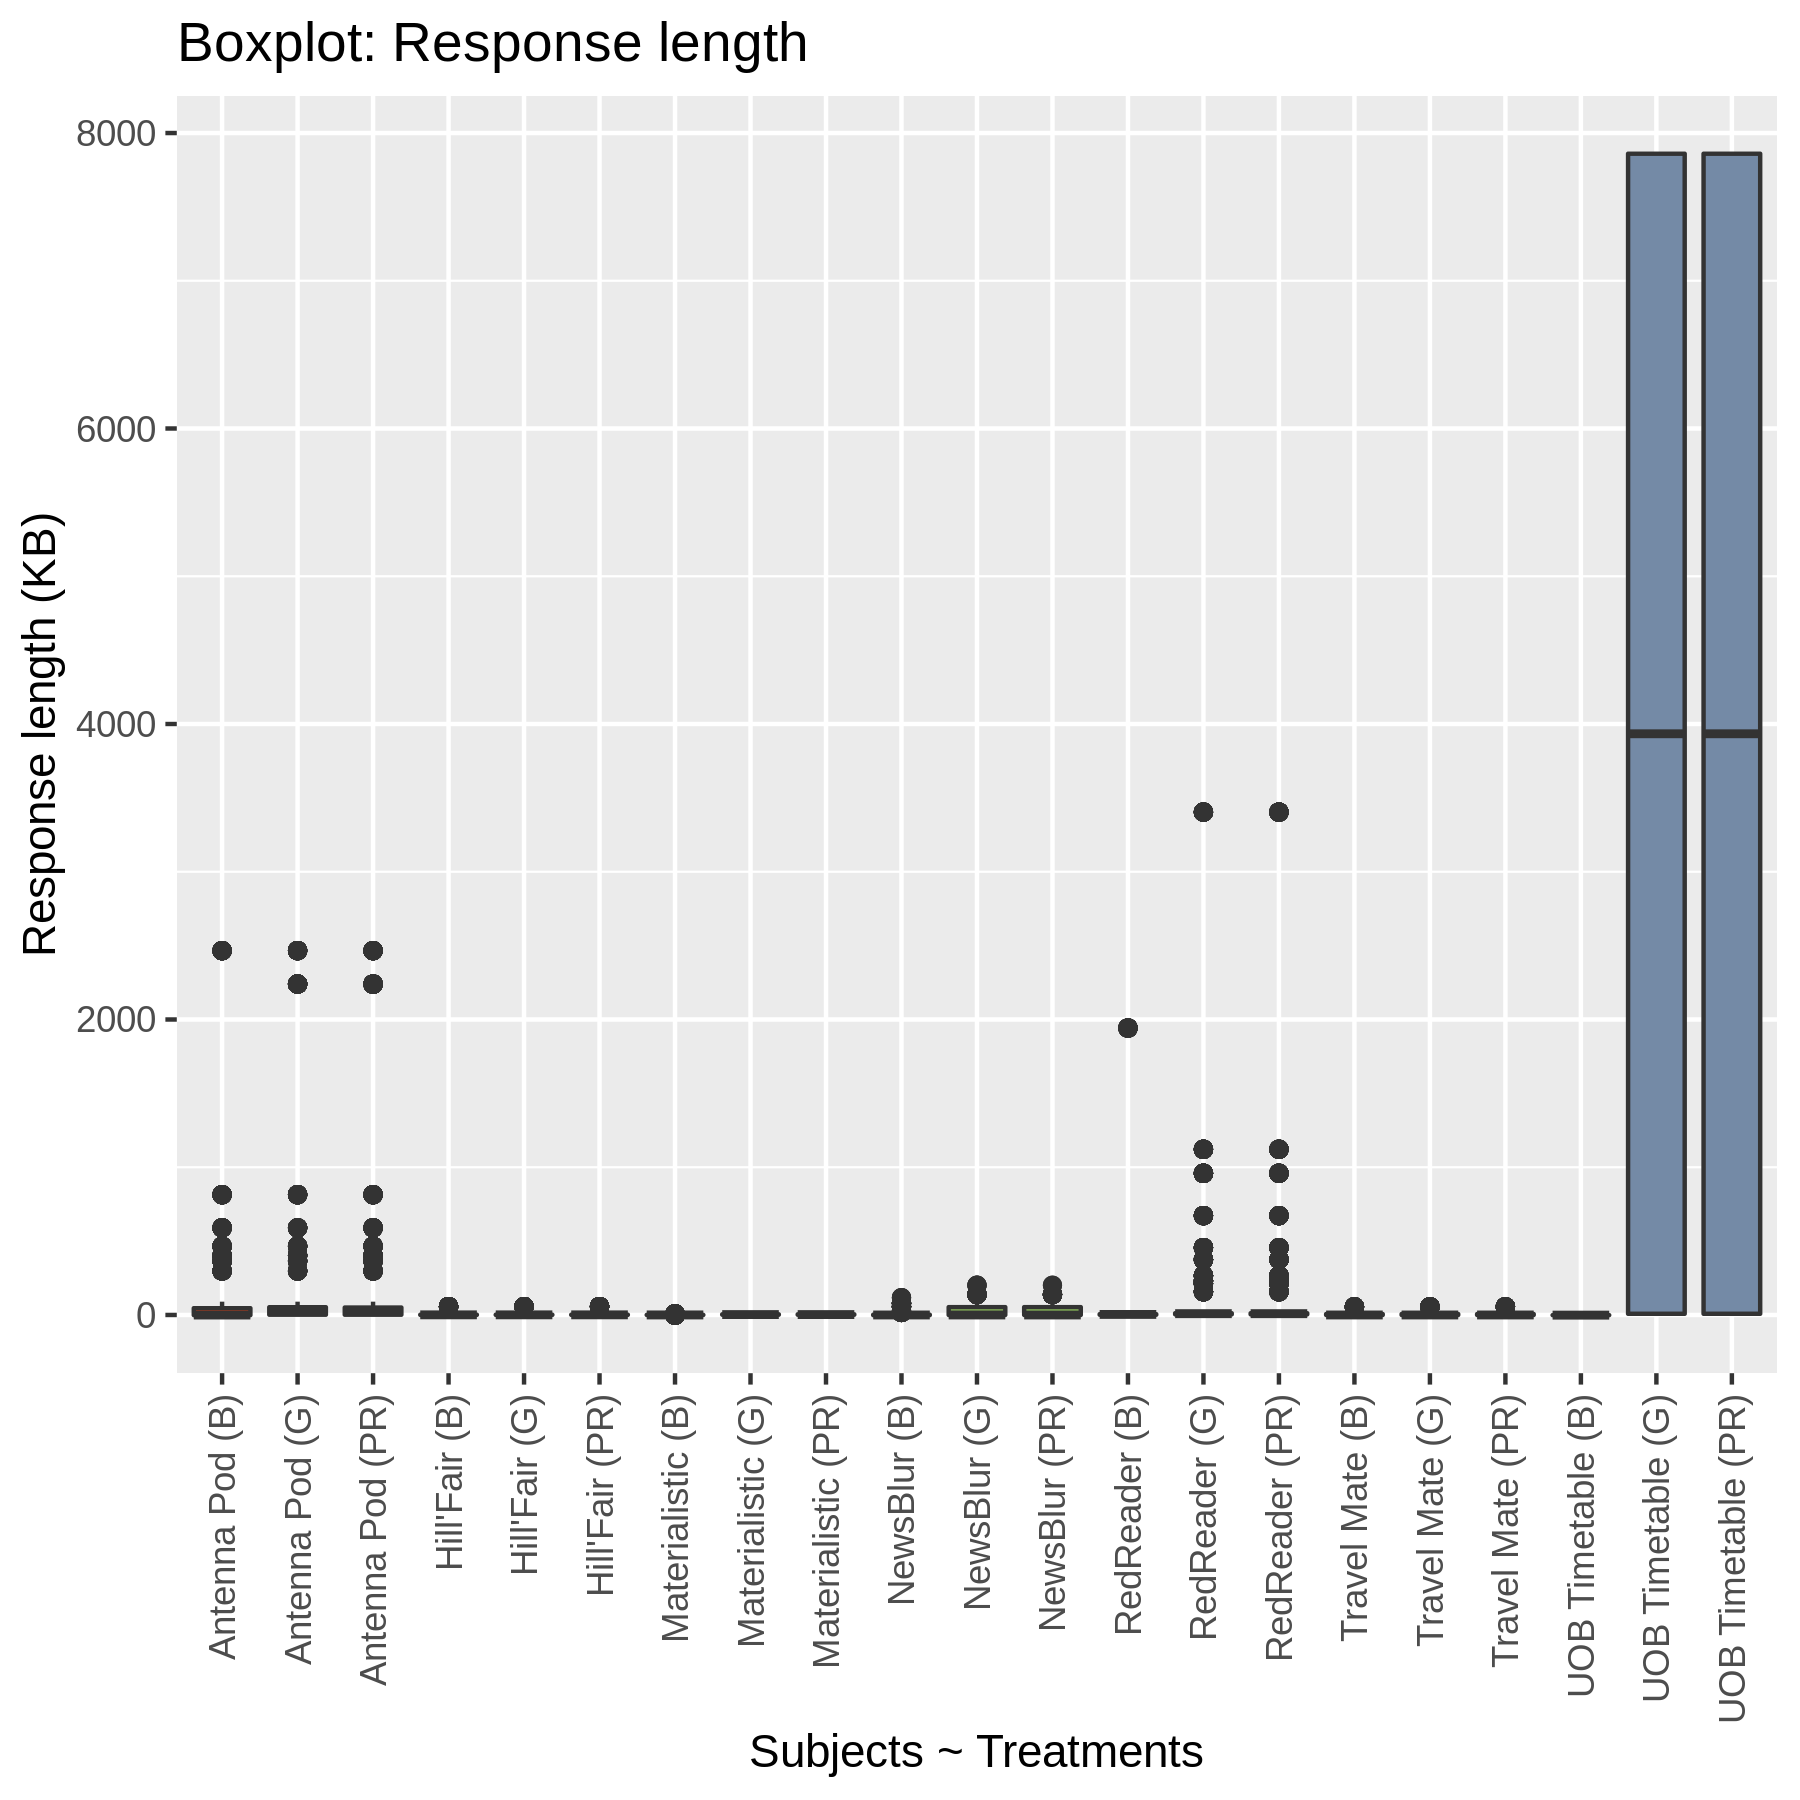 Boxplot: Response length
Response length (KB)
8000
6000
4000
2000
0
Antenna Pod (B)
Antenna Pod (G)
Antenna Pod (PR)
Hill'Fair (B)
Hill'Fair (G)
Hill'Fair (PR)
Materialistic (B)
Materialistic (G)
Materialistic (PR)
NewsBlur (B)
NewsBlur (G)
NewsBlur (PR)
RedReader (B)
RedReader (G)
RedReader (PR)
Travel Mate (B)
Travel Mate (G)
Travel Mate (PR)
UOB Timetable (B)
UOB Timetable (G)
UOB Timetable (PR)
Subjects ~ Treatments